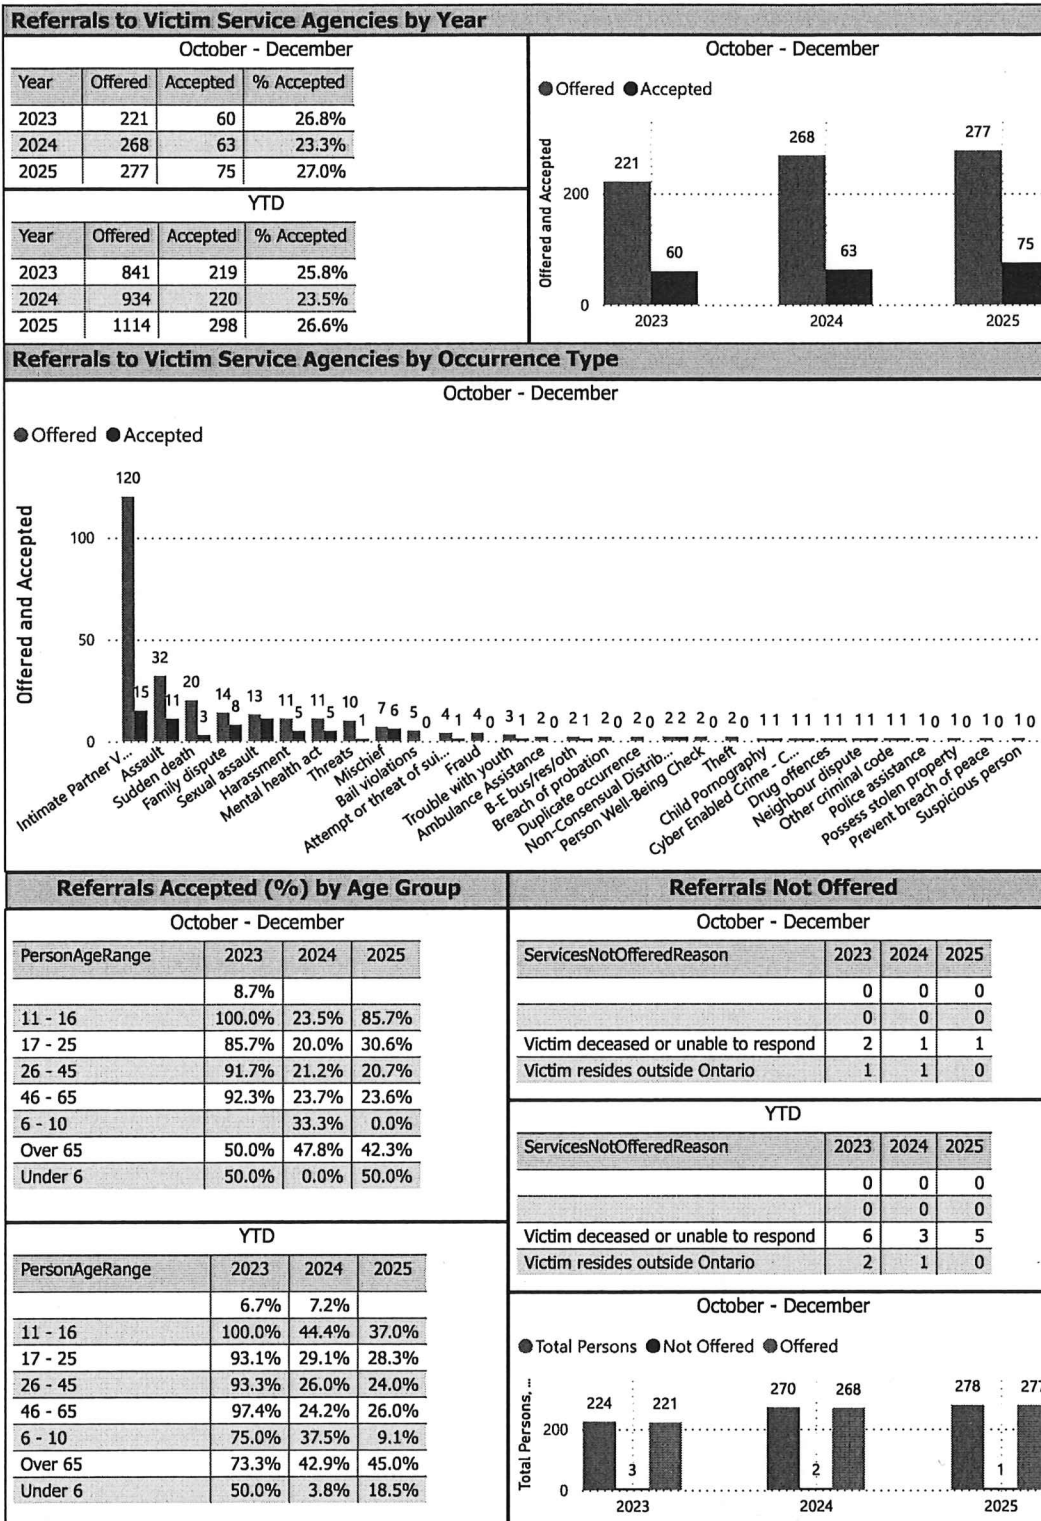 Referrals to Victim Service Agencies by Year
October - December
Year Offered Accepted % Accepted
2023 221 60 26.8%
2024 268 63 23.3%
2025 277 75 27.0%
YTD
Year Offered Accepted % Accepted
2023 841 219 25.8%
2024 934 220 23.5%
2025 1114 298 26.6%
October - December
Offered Accepted
Offered and Accepted
200
0
221 60 268 63 277 75
2023 2024 2025
Referrals to Victim Service Agencies by Occurrence Type
October - December
Offered Accepted
Offered and Accepted
100
50
0
120 15 32 11 20 3 14 8 13 11 5 11 5 10 1 7 6 5 0 4 1 4 0 3 1 2 0 2 1 2 0 2 0 2 2 2 0 2 0 1 1 1 1 1 1 1 1 1 1 1 0 1 0 1 0 1 0
Intimate Partner V...
Assault
Sudden death
Family dispute
Sexual assault
Harassment
Mental health act
Threats
Mischief
Bail violations
Attempt or threat of sui...
Fraud
Trouble with youth
Ambulance Assistance
B-E bus/res/oth
Breach of probation
Duplicate occurrence
Non-Consensual Distrib...
Person Well-Being Check
Theft
Child Pornography
Cyber Enabled Crime - C...
Drug offences
Neighbour dispute
Other criminal code
Police assistance
Possess stolen property
Prevent breach of peace
Suspicious person
Referrals Accepted (%) by Age Group
October - December
PersonAgeRange 2023 2024 2025
8.7%
11 - 16 100.0% 23.5% 85.7%
17 - 25 85.7% 20.0% 30.6%
26 - 45 91.7% 21.2% 20.7%
46 - 65 92.3% 23.7% 23.6%
6 - 10 33.3% 0.0%
Over 65 50.0% 47.8% 42.3%
Under 6 50.0% 0.0% 50.0%
YTD
PersonAgeRange 2023 2024 2025
6.7% 7.2%
11 - 16 100.0% 44.4% 37.0%
17 - 25 93.1% 29.1% 28.3%
26 - 45 93.3% 26.0% 24.0%
46 - 65 97.4% 24.2% 26.0%
6 - 10 75.0% 37.5% 9.1%
Over 65 73.3% 42.9% 45.0%
Under 6 50.0% 3.8% 18.5%
Referrals Not Offered
October - December
ServicesNotOfferedReason 2023 2024 2025
0 0 0
0 0 0
Victim deceased or unable to respond 2 1 1
Victim resides outside Ontario 1 1 0
YTD
ServicesNotOfferedReason 2023 2024 2025
0 0 0
0 0 0
Victim deceased or unable to respond 6 3 5
Victim resides outside Ontario 2 1 0
October - December
Total Persons Not Offered Offered
Total Persons, ...
200
0
224 3 221 270 2 268 278 1 277
2023 2024 2025